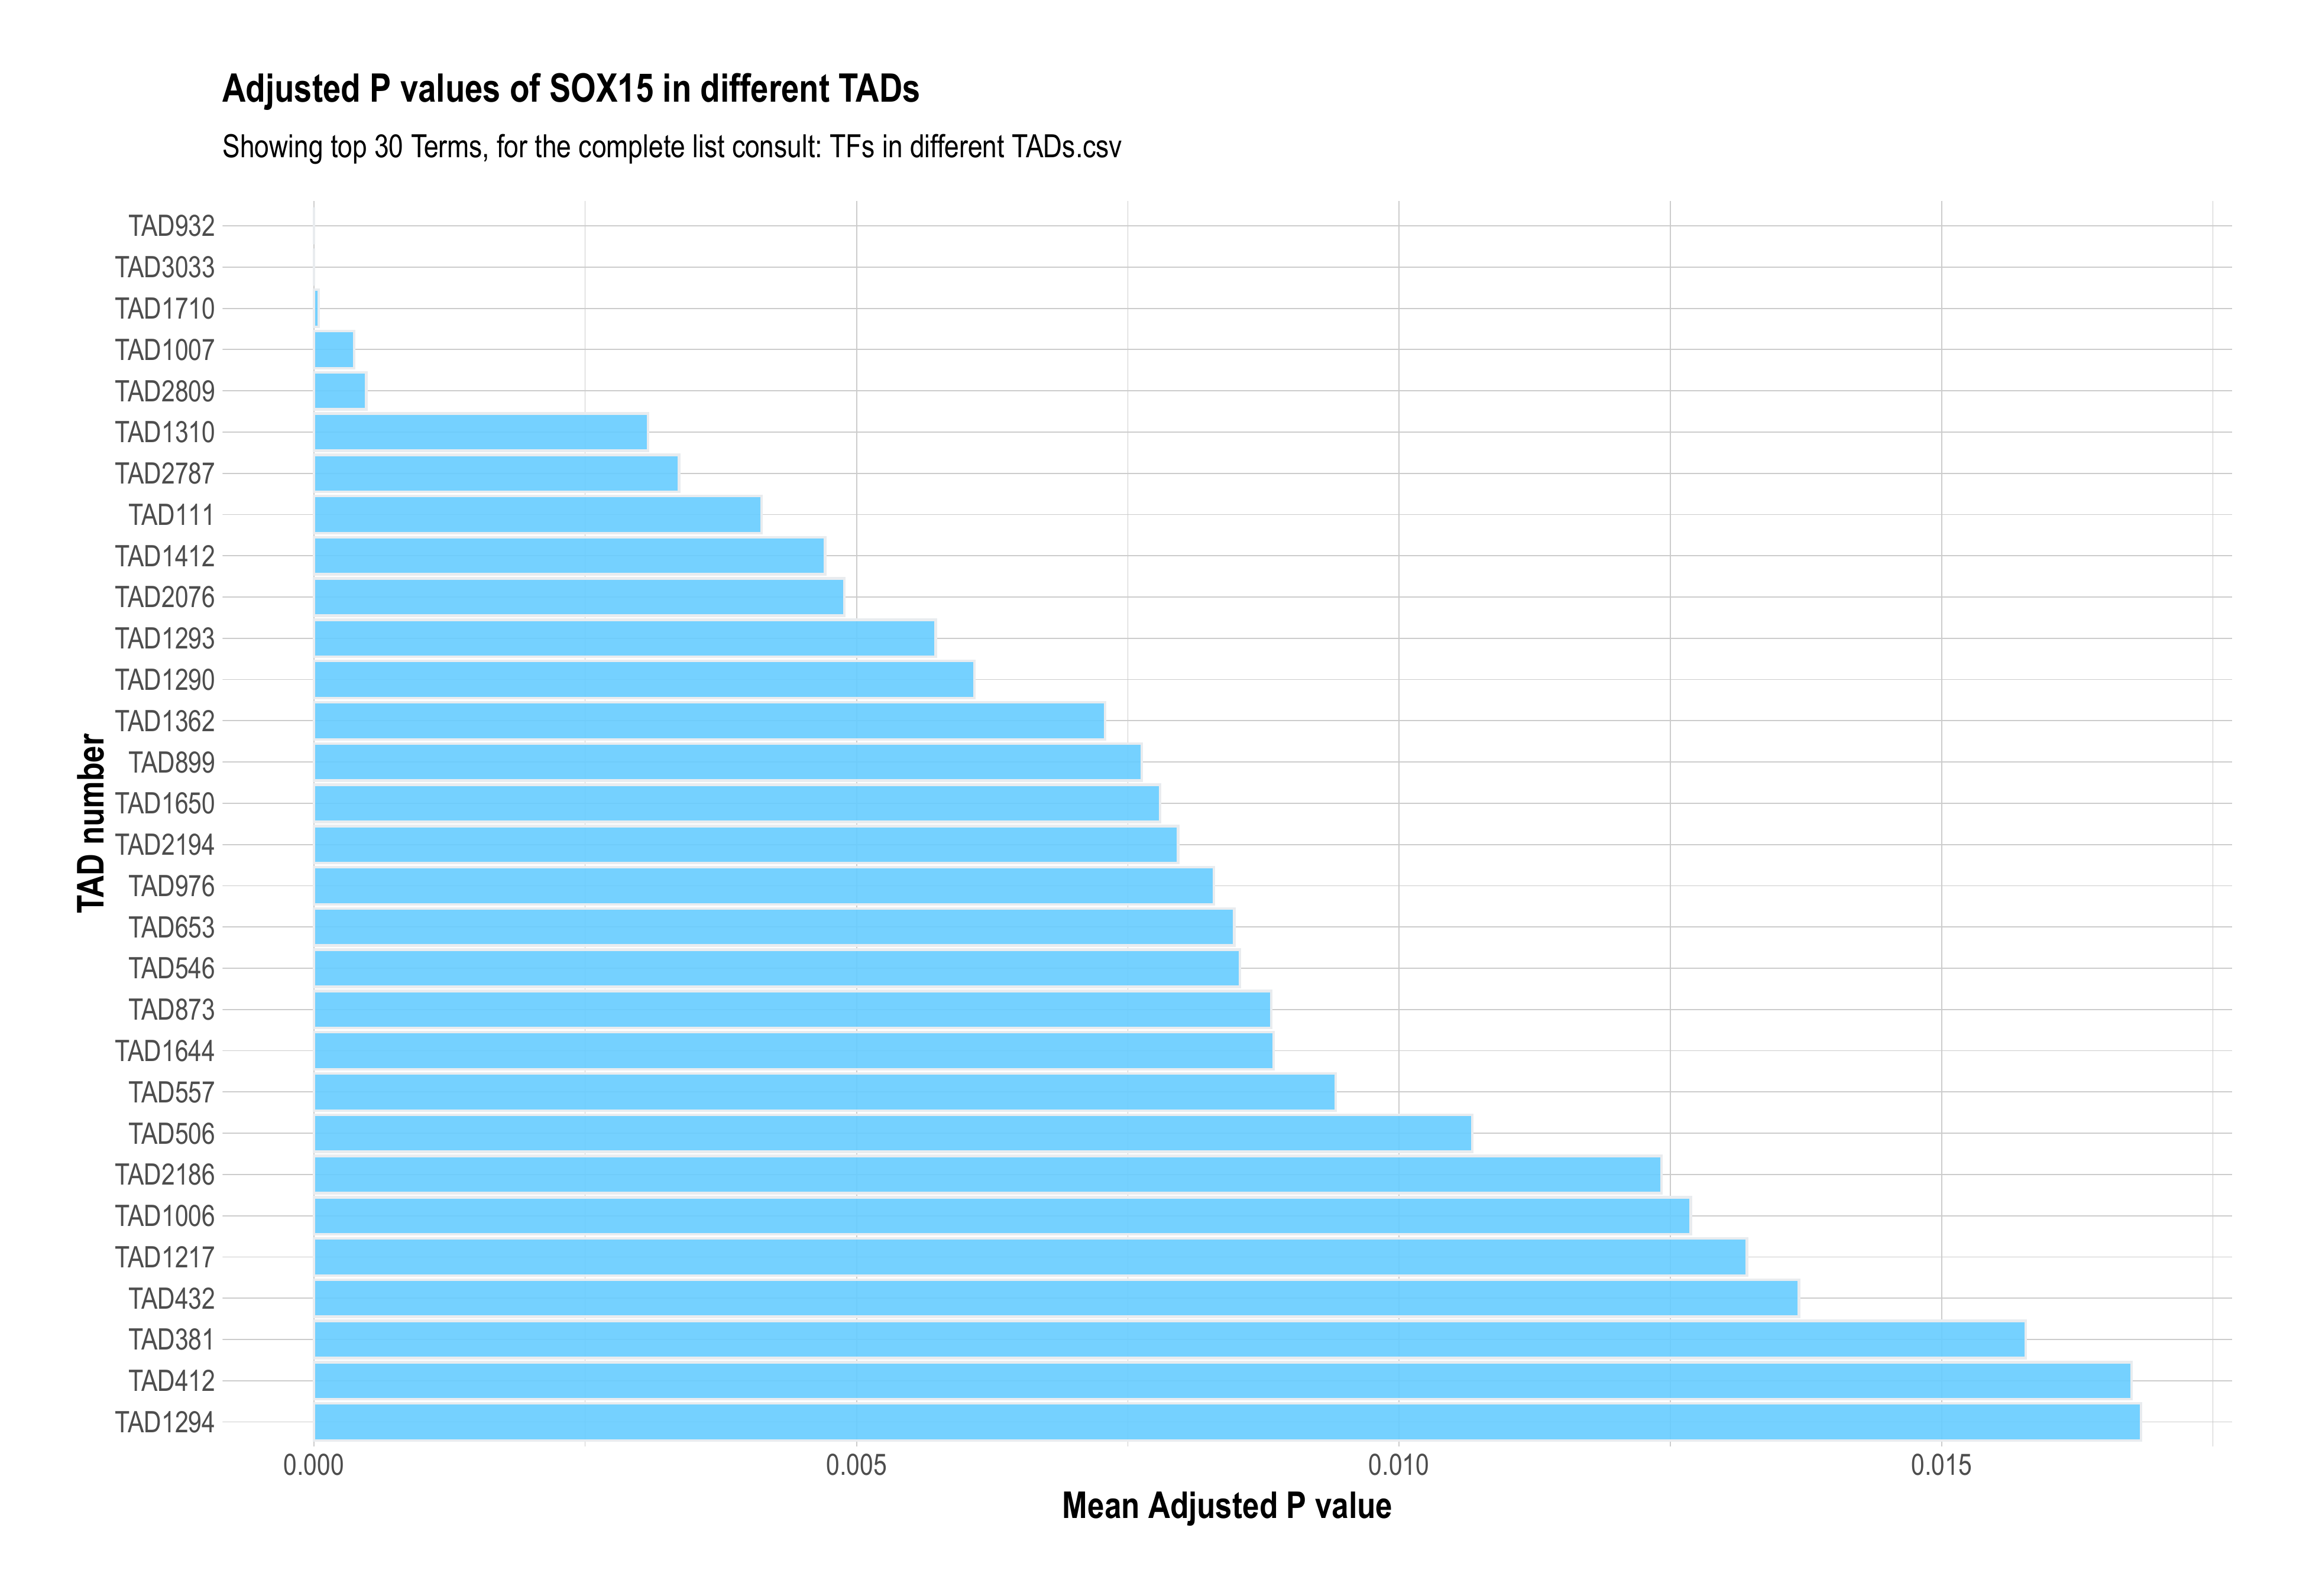 Adjusted P values of SOX15 in different TADs
Showing top 30 Terms, for the complete list consult: TFs in different TADs.csv
TAD number
TAD932
TAD3033
TAD1710
TAD1007
TAD2809
TAD1310
TAD2787
TAD111
TAD1412
TAD2076
TAD1293
TAD1290
TAD1362
TAD899
TAD1650
TAD2194
TAD976
TAD653
TAD546
TAD873
TAD1644
TAD557
TAD506
TAD2186
TAD1006
TAD1217
TAD432
TAD381
TAD412
TAD1294
0.000 0.005 0.010 0.015
Mean Adjusted P value